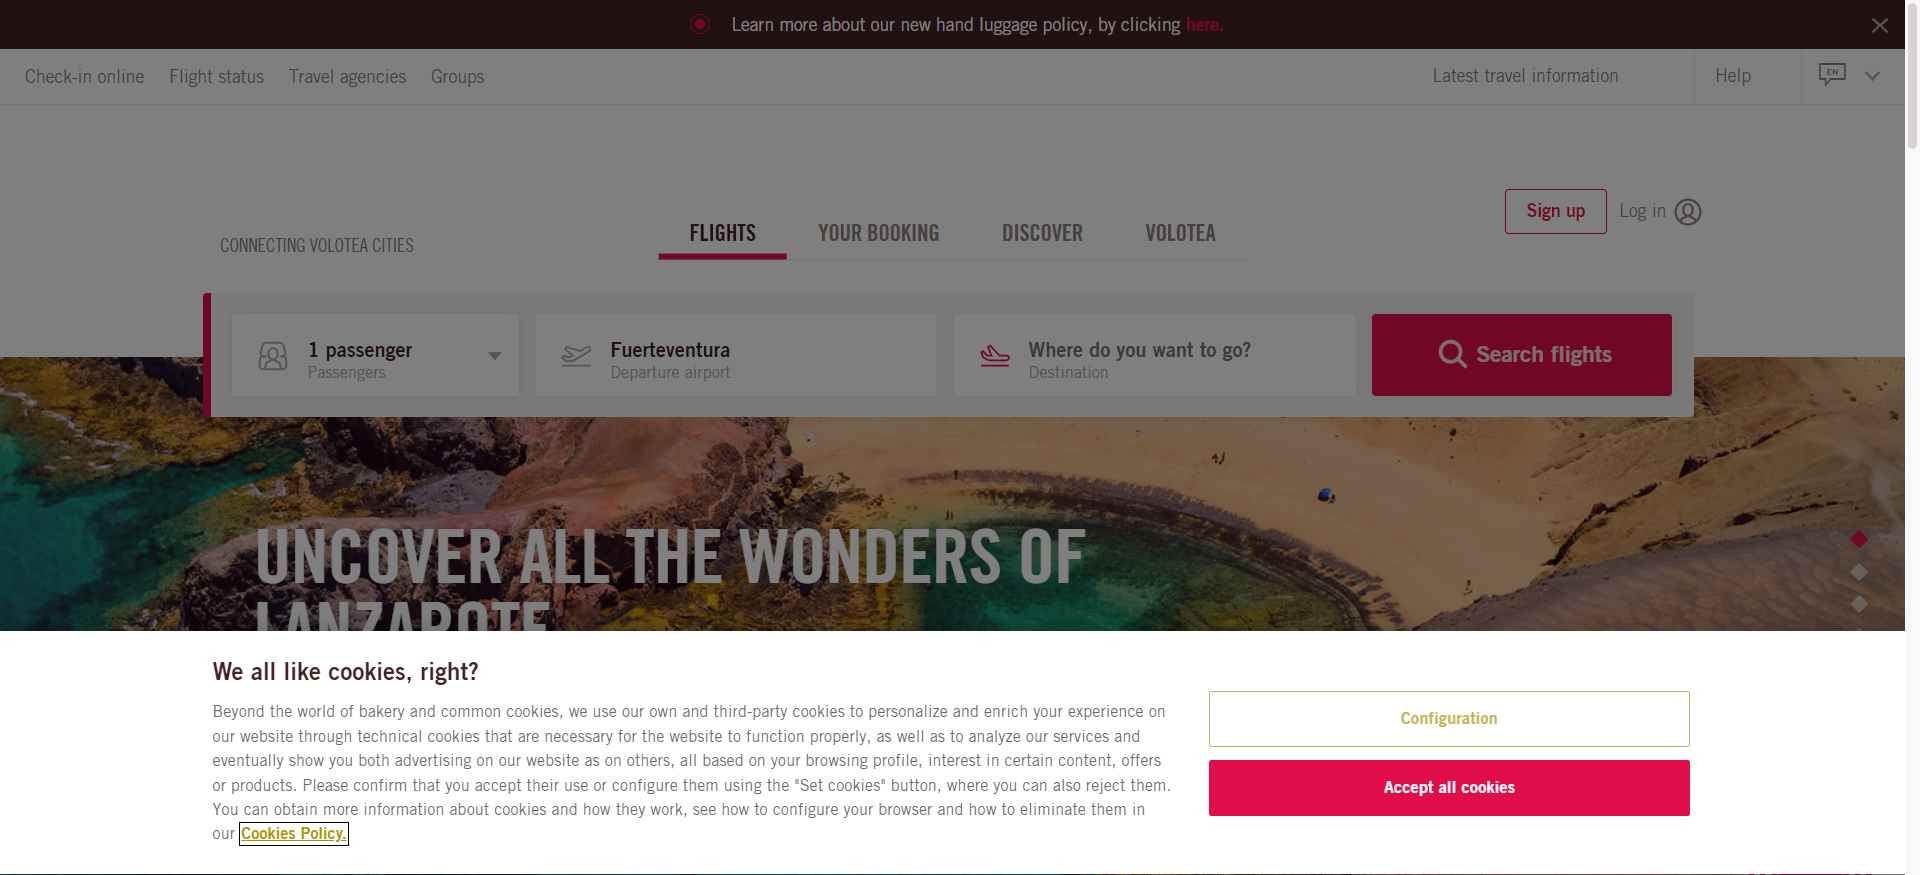 Learn more about our new hand luggage policy, by clicking here.
Check-in online Flight status Travel agencies Groups Latest travel information Help EN
Sign up Log in
CONNECTING VOLOTEA CITIES FLIGHTS YOUR BOOKING DISCOVER VOLOTEA
1 passenger Fuerteventura Where do you want to go? Search flights
Passengers Departure airport Destination
UNCOVER ALL THE WONDERS OF
LANZAROTE
We all like cookies, right?
Beyond the world of bakery and common cookies, we use our own and third-party cookies to personalize and enrich your experience on
our website through technical cookies that are necessary for the website to function properly, as well as to analyze our services and
eventually show you both advertising on our website as on others, all based on your browsing profile, interest in certain content, offers
or products. Please confirm that you accept their use or configure them using the "Set cookies" button, where you can also reject them.
You can obtain more information about cookies and how they work, see how to configure your browser and how to eliminate them in
our Cookies Policy.
Configuration
Accept all cookies